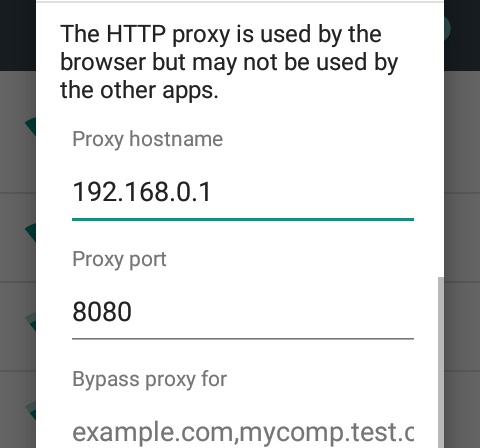 The HTTP proxy is used by the
browser but may not be used by
the other apps.
Proxy hostname
192.168.0.1
Proxy port
8080
Bypass proxy for
example.com,mycomp.test.c